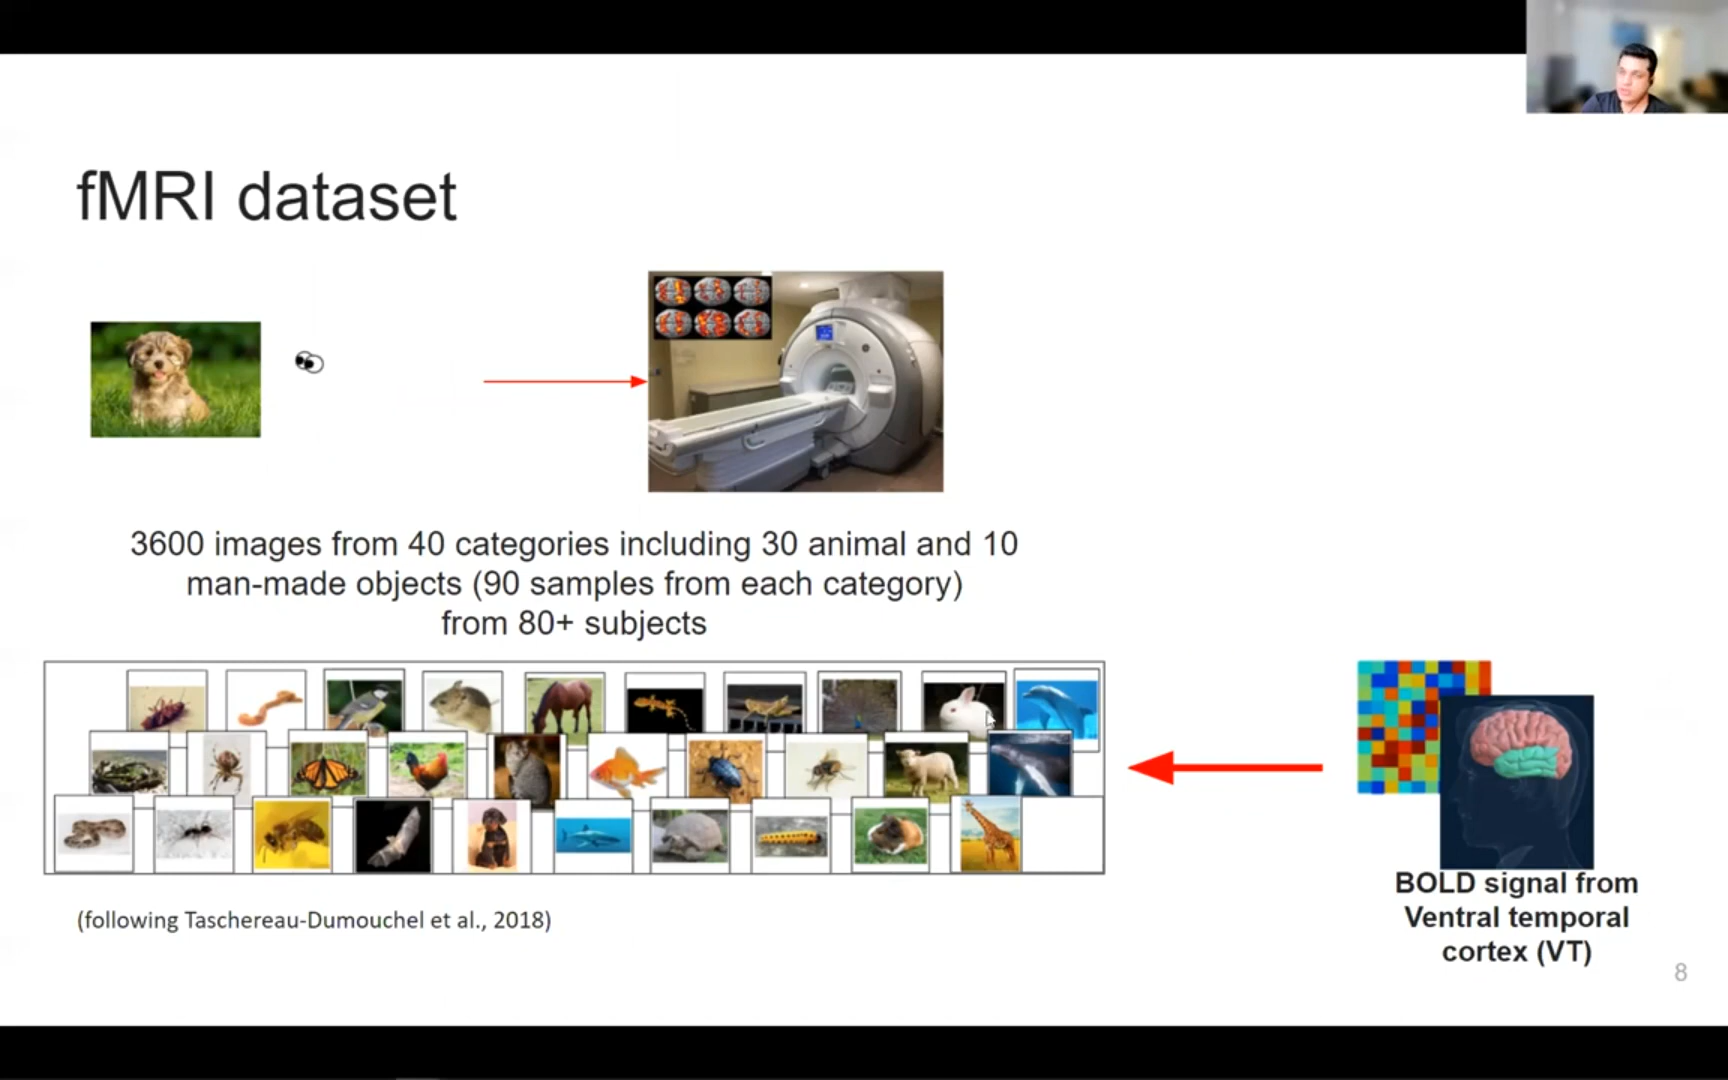 fMRI dataset
3600 images from 40 categories including 30 animal and 10
man-made objects (90 samples from each category)
from 80+ subjects
(following Taschereau-Dumouchel et al., 2018)
BOLD signal from
Ventral temporal
cortex (VT)
8